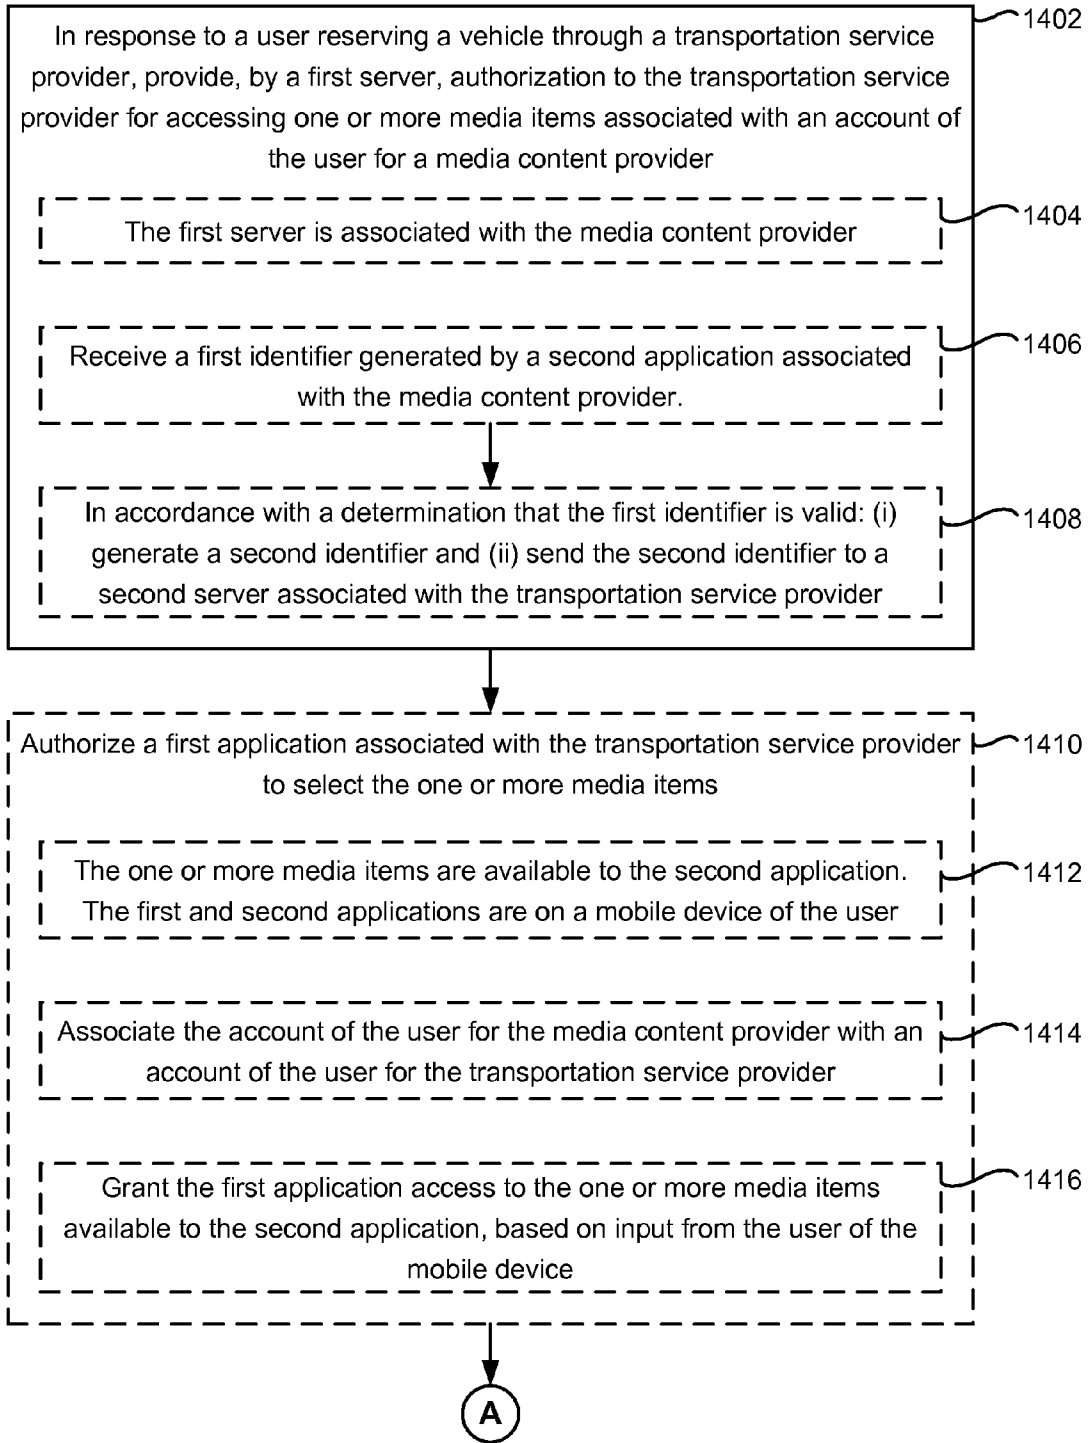 1402
In response to a user reserving a vehicle through a transportation service
provider, provide, by a first server, authorization to the transportation service
provider for accessing one or more media items associated with an account of
the user for a media content provider
1404
The first server is associated with the media content provider
1406
Receive a first identifier generated by a second application associated
with the media content provider.
In accordance with a determination that the first identifier is valid: (i)
1408
generate a second identifier and (ii) send the second identifier to a
second server associated with the transportation service provider
Authorize a first application associated with the transportation service provider
1410
to select the one or more media items
The one or more media items are available to the second application.
1412
The first and second applications are on a mobile device of the user
Associate the account of the user for the media content provider with an
1414
account of the user for the transportation service provider
Grant the first application access to the one or more media items
1416
available to the second application, based on input from the user of the
mobile device
A